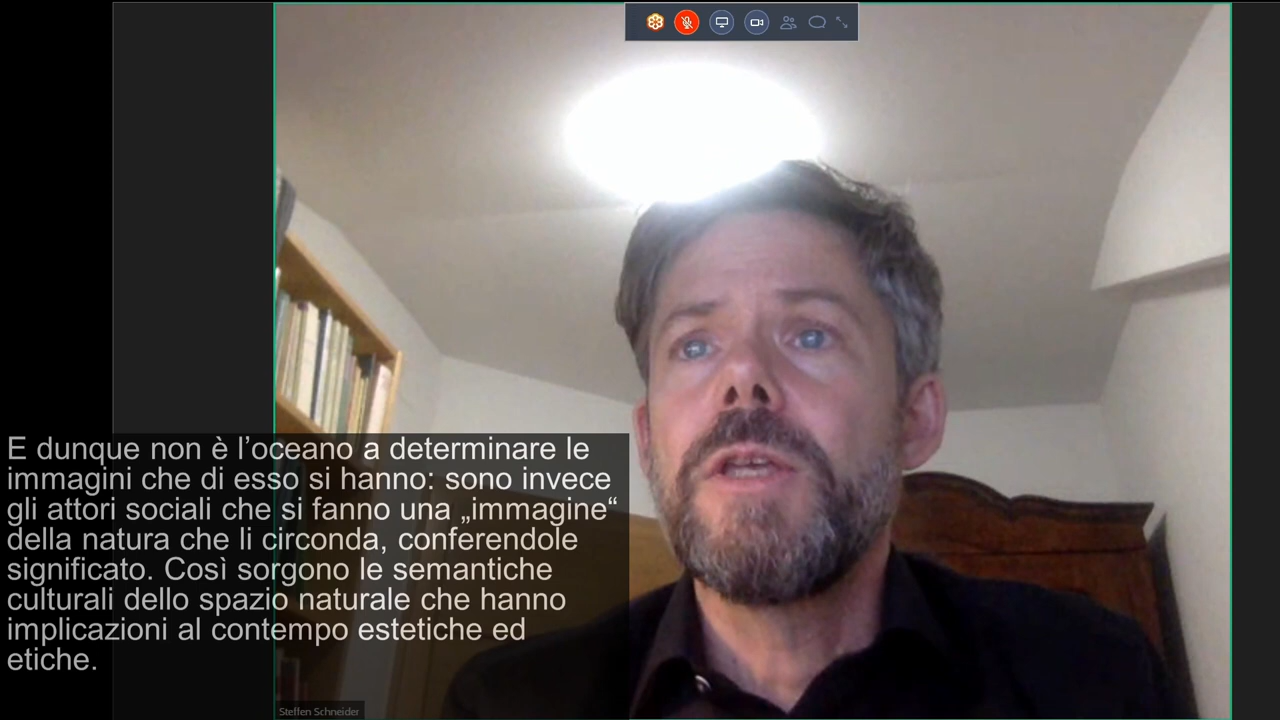 E dunque non è l’oceano a determinare le
immagini che di esso si hanno: sono invece
gli attori sociali che si fanno una „immagine“
della natura che li circonda, conferendole
significato. Così sorgono le semantiche
culturali dello spazio naturale che hanno
implicazioni al contempo estetiche ed
etiche.
Steffen Schneider